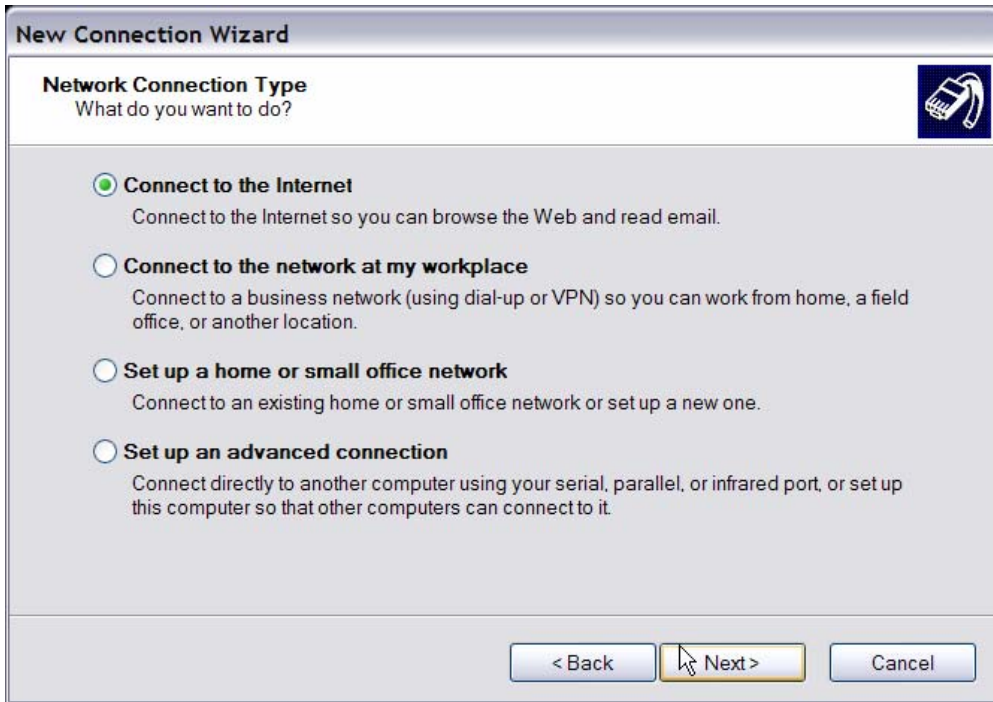 New Connection Wizard
Network Connection Type
What do you want to do?
Connect to the Internet
Connect to the Internet so you can browse the Web and read email.
Connect to the network at my workplace
Connect to a business network (using dial-up or VPN) so you can work from home, a field
office, or another location.
Set up a home or small office network
Connect to an existing home or small office network or set up a new one.
Set up an advanced connection
Connect directly to another computer using your serial, parallel, or infrared port, or set up
this computer so that other computers can connect to it.
< Back Next > Cancel